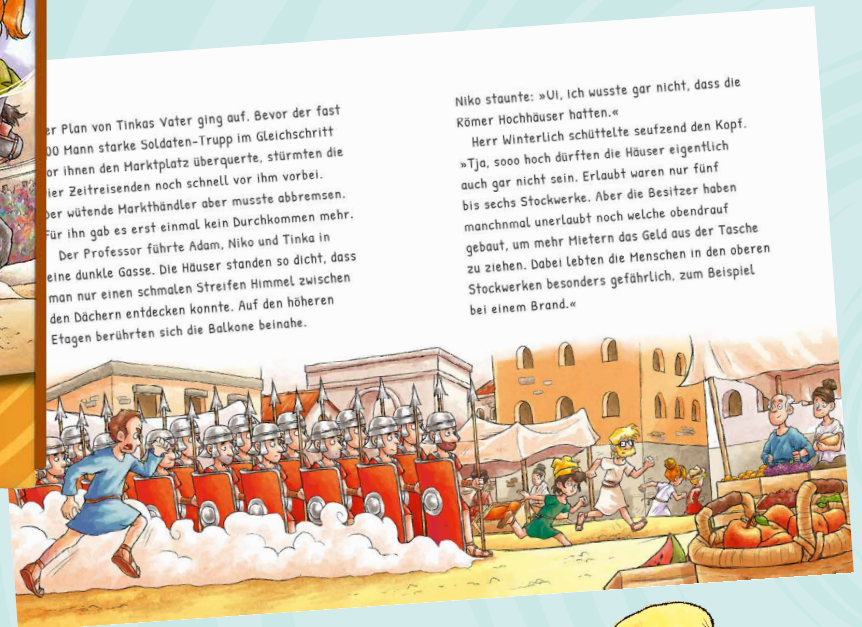 er Plan von Tinkas Vater ging auf. Bevor der fast
00 Mann starke Soldaten-Trupp im Gleichschritt
or ihnen den Marktplatz überquerte, stürmten die
ier Zeitreisenden noch schnell vor ihm vorbei.
er wütende Markthändler aber musste abbremsen.
Für ihn gab es erst einmal kein Durchkommen mehr.
Der Professor führte Adam, Niko und Tinka in
eine dunkle Gasse. Die Häuser standen so dicht, dass
man nur einen schmalen Streifen Himmel zwischen
den Dächern entdecken konnte. Auf den höheren
Etagen berührten sich die Balkone beinahe.
Niko staunte: »Ui, ich wusste gar nicht, dass die
Römer Hochhäuser hatten.«
Herr Winterlich schüttelte seufzend den Kopf.
»Tja, sooo hoch dürften die Häuser eigentlich
auch gar nicht sein. Erlaubt waren nur fünf
bis sechs Stockwerke. Aber die Besitzer haben
manchnmal unerlaubt noch welche obendrauf
gebaut, um mehr Mietern das Geld aus der Tasche
zu ziehen. Dabei lebten die Menschen in den oberen
Stockwerken besonders gefährlich, zum Beispiel
bei einem Brand.«